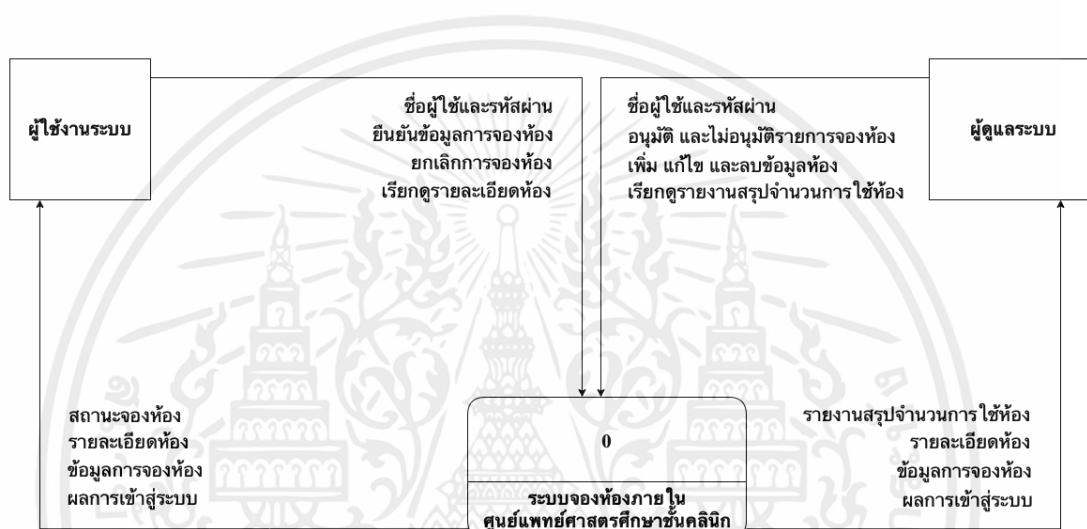 ผู้ใช้งานระบบ
ชื่อผู้ใช้และรหัสผ่าน
ยืนยันข้อมูลการจองห้อง
ยกเลิกการจองห้อง
เรียกดูรายละเอียดห้อง
ชื่อผู้ใช้และรหัสผ่าน
อนุมัติ และไม่อนุมัติรายการจองห้อง
เพิ่ม แก้ไข และลบข้อมูลห้อง
เรียกดูรายงานสรุปจำนวนการใช้ห้อง
ผู้ดูแลระบบ
สถานะจองห้อง
รายละเอียดห้อง
ข้อมูลการจองห้อง
ผลการเข้าสู่ระบบ
0
ระบบจองห้องภายใน
ศูนย์แพทย์ศาสตรศึกษาชั้นคลินิก
รายงานสรุปจำนวนการใช้ห้อง
รายละเอียดห้อง
ข้อมูลการจองห้อง
ผลการเข้าสู่ระบบ